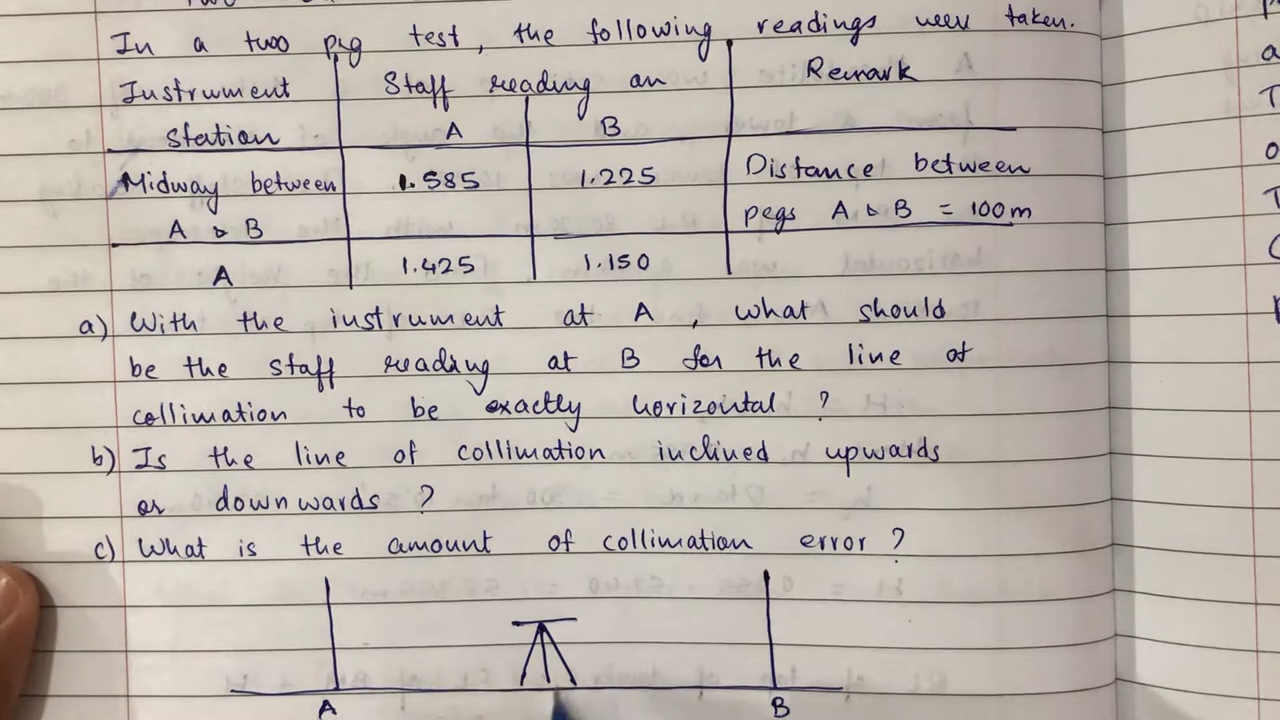 In a two peg test, the following readings were taken.
Instrument station | Staff reading on | Remark
A | B
Midway between A & B | 1.585 | 1.225 | Distance between pegs A & B = 100m
A | 1.425 | 1.150
a) With the instrument at A, what should
be the staff reading at B for the line of
collimation to be exactly horizontal ?
b) Is the line of collimation inclined upwards
or downwards ?
c) What is the amount of collimation error ?
A B